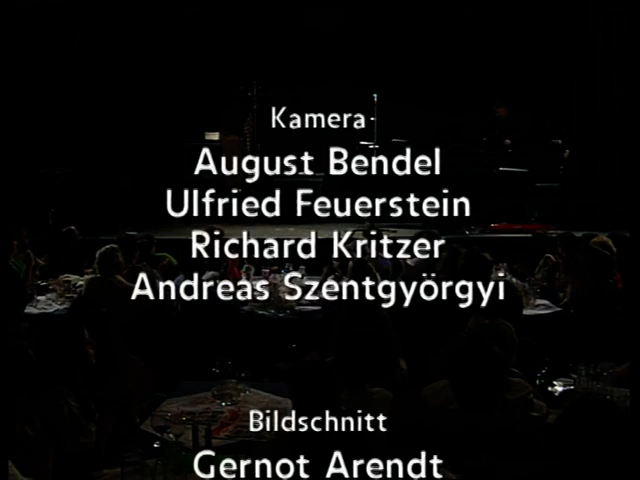 Kamera
August Bendel
Ulfried Feuerstein
Richard Kritzer
Andreas Szentgyörgyi
Bildschnitt
Gernot Arendt